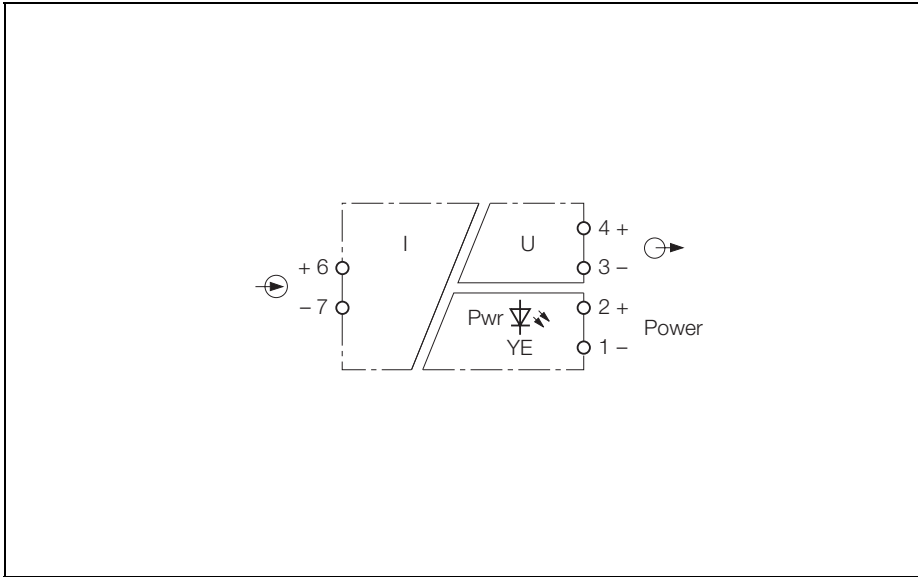 I
U
4 +
3 –
+ 6
– 7
Pwr
YE
2 +
1 –
Power